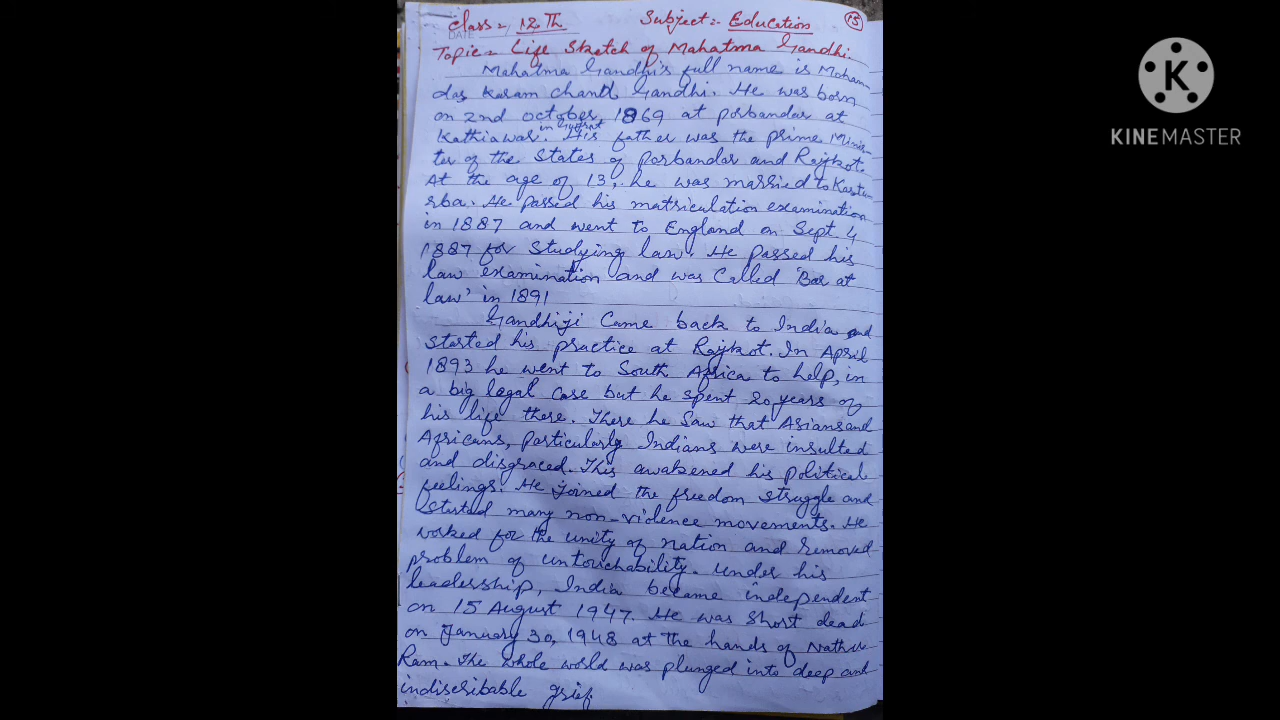 Class:- 12 Th Subject:- Education 15
DATE
Topic:- Life Sketch of Mahatma Gandhi.
Mahatma Gandhi's full name is Moham
das Karam chand Gandhi. He was born
on 2nd october, 1869 at porbandar at
Kathiawar. in Gujrat His father was the prime Minis-
ter of the states of porbandar and Rajkot.
At the age of 13, he was married to Kastu
rba. He passed his matriculation examination
in 1887 and went to England on Sept 4
1887 for studying law. He passed his
law examination and was Called 'Bar at
law' in 1891
Gandhiji Came back to India and
started his practice at Rajkot. In April
1893 he went to South Africa to help, in
a big legal case but he spent 20 years of
his life there. There he saw that Asians and
Africans, particularly Indians were insulted
and disgraced. This awakened his political
feelings. He joined the freedom struggle and
started many non-violence movements. He
worked for the unity of nation and removed
problem of untouchability. Under his
leadership, India became independent
on 15 August 1947. He was short dead
on January 30, 1948 at the hands of Nathu
Ram. The whole world was plunged into deep and
indiscribable grief.
K
KINEMASTER